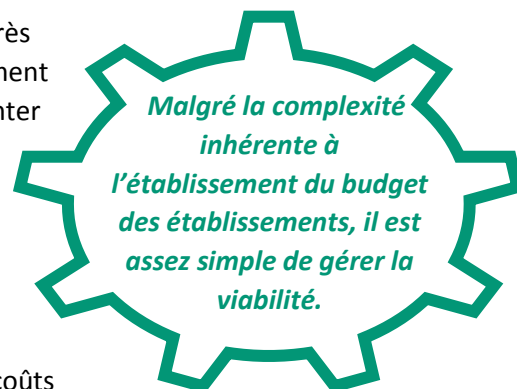 rès
ment
nter
Malgré la complexité
inhérente à
l'établissement du budget
des établissements, il est
assez simple de gérer la
viabilité.
coûts